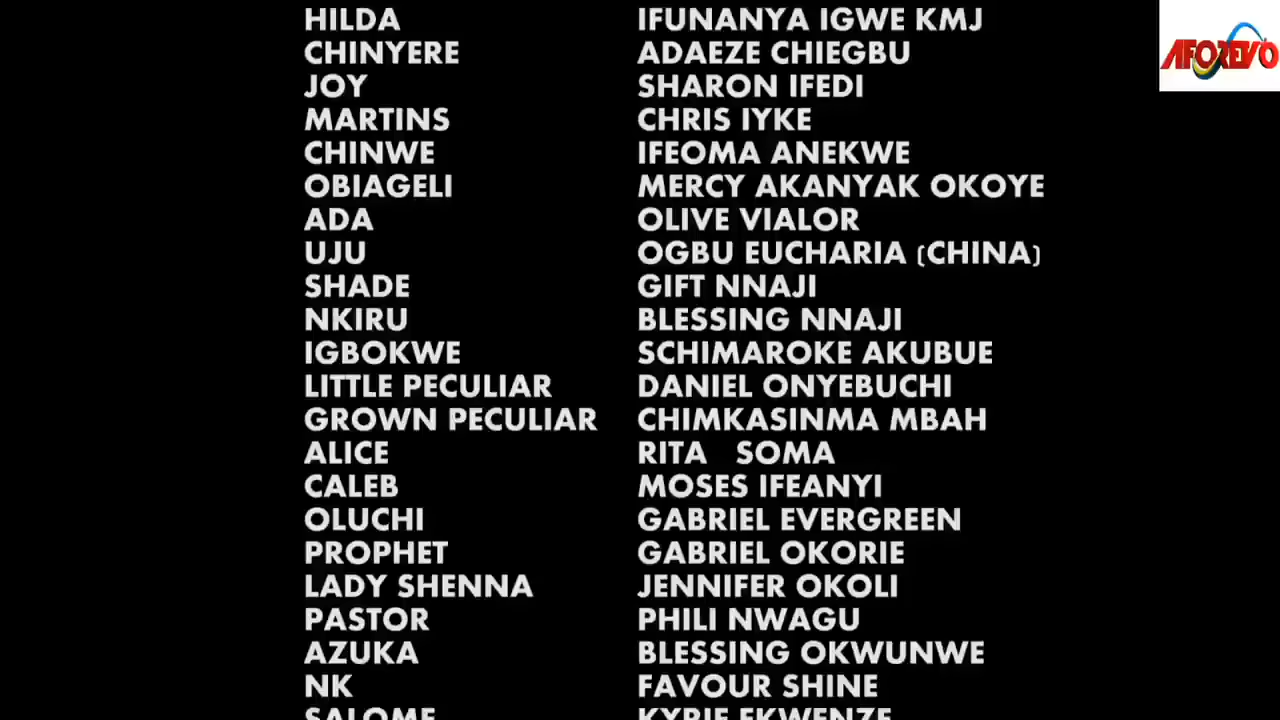 HILDA IFUNANYA IGWE KMJ
AFOREVO
CHINYERE ADAEZE CHIEGBU
JOY SHARON IFEDI
MARTINS CHRIS IYKE
CHINWE IFEOMA ANEKWE
OBIAGELI MERCY AKANYAK OKOYE
ADA OLIVE VIALOR
UJU OGBU EUCHARIA (CHINA)
SHADE GIFT NNAJI
NKIRU BLESSING NNAJI
IGBOKWE SCHIMAROKE AKUBUE
LITTLE PECULIAR DANIEL ONYEBUCHI
GROWN PECULIAR CHIMKASINMA MBAH
ALICE RITA SOMA
CALEB MOSES IFEANYI
OLUCHI GABRIEL EVERGREEN
PROPHET GABRIEL OKORIE
LADY SHENNA JENNIFER OKOLI
PASTOR PHILI NWAGU
AZUKA BLESSING OKWUNWE
NK FAVOUR SHINE
SALOME EKWENZE